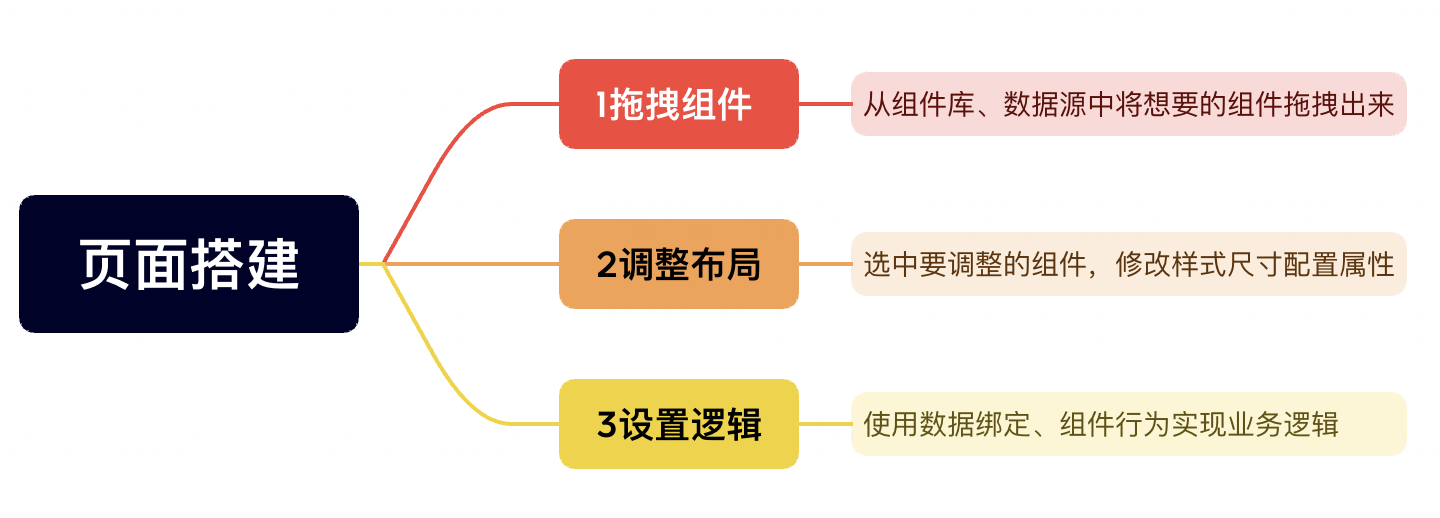 页面搭建
1拖拽组件
从组件库、数据源中将想要的组件拖拽出来
2调整布局
选中要调整的组件，修改样式尺寸配置属性
3设置逻辑
使用数据绑定、组件行为实现业务逻辑